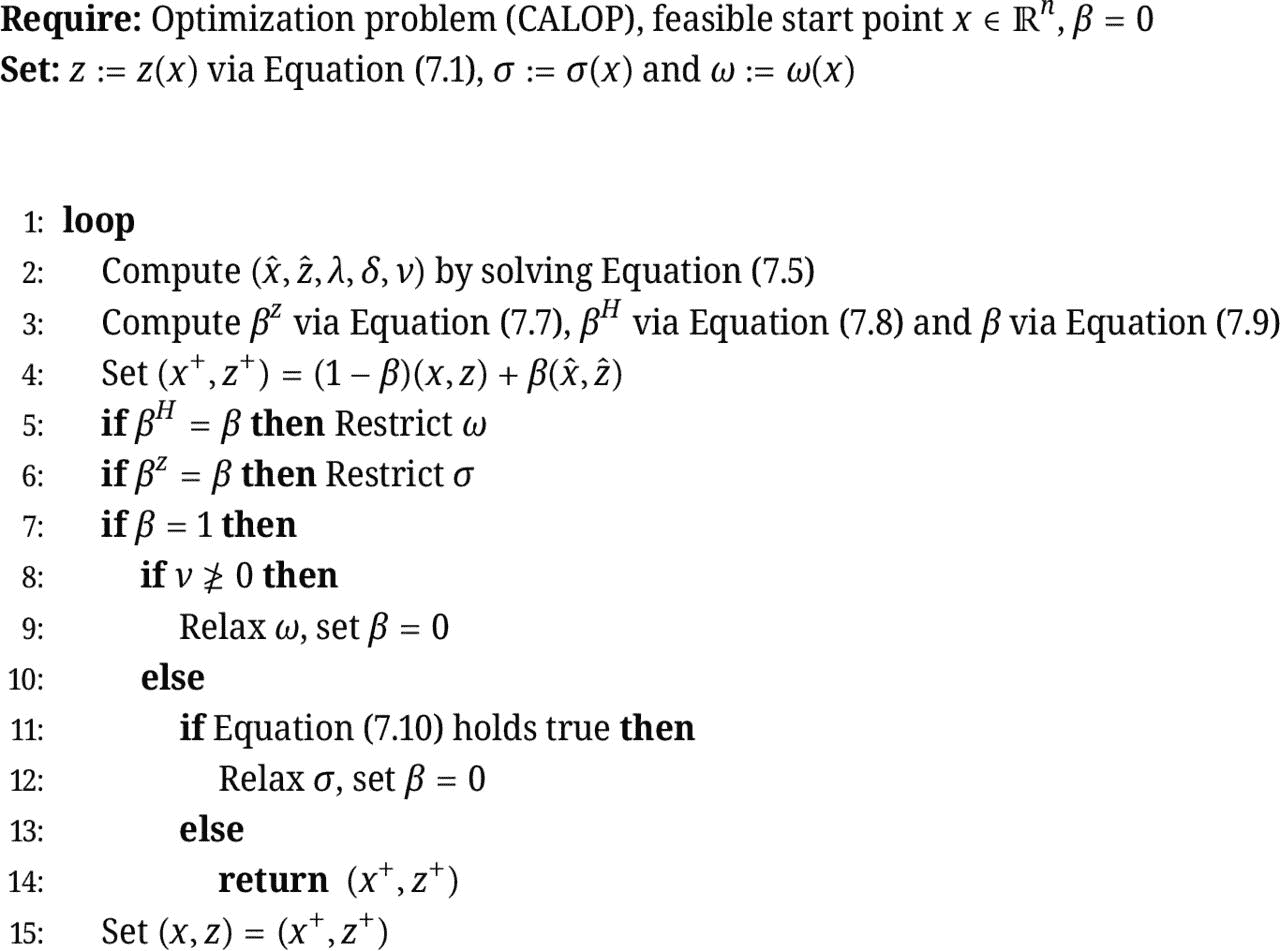 Require: Optimization problem (CALOP), feasible start point x ∈ ℝⁿ, β = 0
Set: z := z(x) via Equation (7.1), σ := σ(x) and ω := ω(x)
1: loop
2: Compute (x̂, ẑ, λ, δ, ν) by solving Equation (7.5)
3: Compute βᶻ via Equation (7.7), βᴴ via Equation (7.8) and β via Equation (7.9)
4: Set (x⁺, z⁺) = (1 − β)(x, z) + β(x̂, ẑ)
5: if βᴴ = β then Restrict ω
6: if βᶻ = β then Restrict σ
7: if β = 1 then
8: if ν ≱ 0 then
9: Relax ω, set β = 0
10: else
11: if Equation (7.10) holds true then
12: Relax σ, set β = 0
13: else
14: return (x⁺, z⁺)
15: Set (x, z) = (x⁺, z⁺)